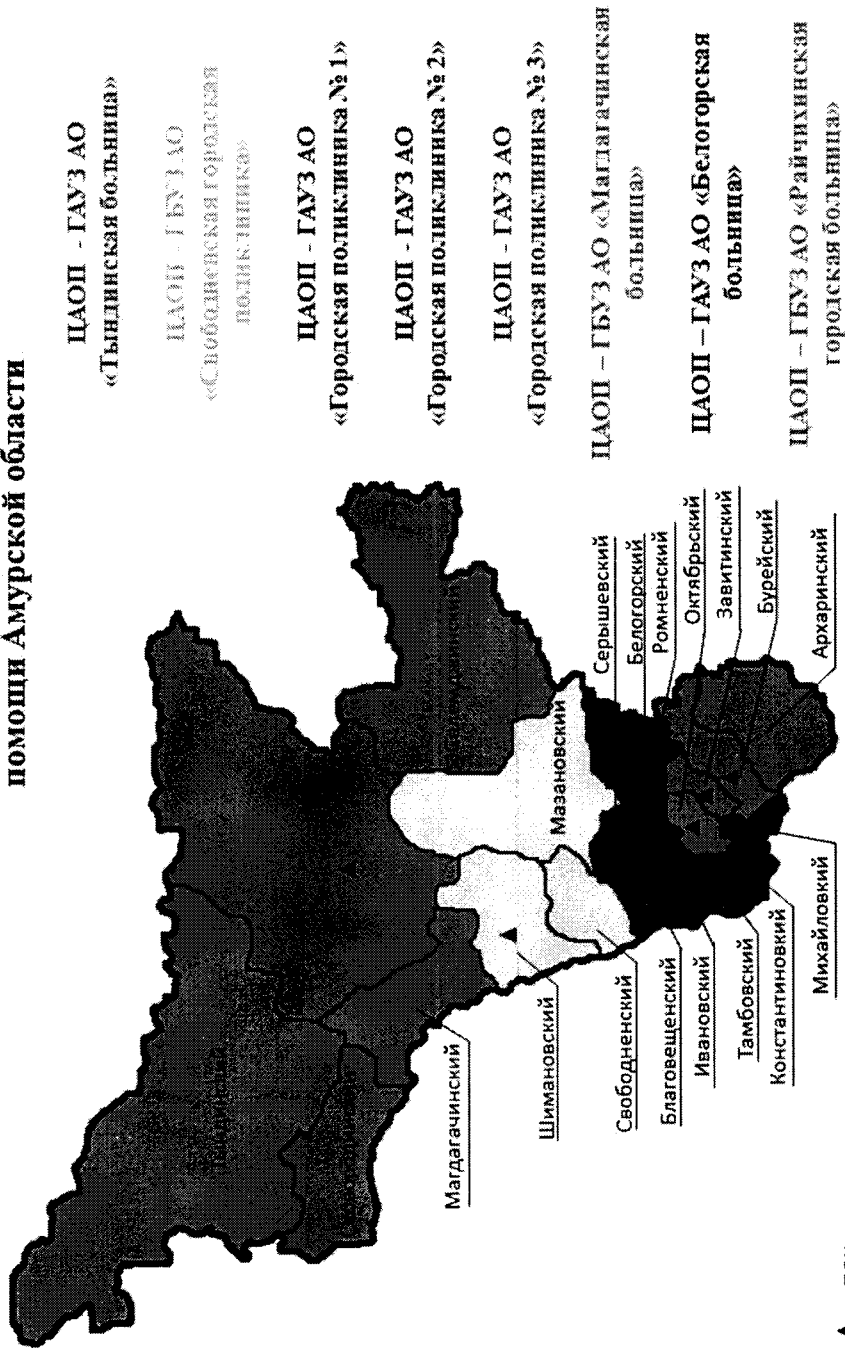 помощи Амурской области
ЦАОП - ГАУЗ АО
«Тындинская больница»
ЦАОП - ГБУЗ АО
«Свободненская городская
поликлиника»
ЦАОП - ГАУЗ АО
«Городская поликлиника № 1»
ЦАОП - ГАУЗ АО
«Городская поликлиника № 2»
ЦАОП - ГАУЗ АО
«Городская поликлиника № 3»
ЦАОП – ГБУЗ АО «Магдагачинская
больница»
ЦАОП – ГАУЗ АО «Белогорская
больница»
ЦАОП – ГБУЗ АО «Райчихинская
городская больница»
Тындинский
Магдагачинский
Шимановский
Мазановский
Свободненский
Благовещенский
Ивановский
Тамбовский
Константиновкий
Михайловкий
Серышевский
Белогорский
Ромненский
Октябрьский
Завитинский
Бурейский
Архаринский